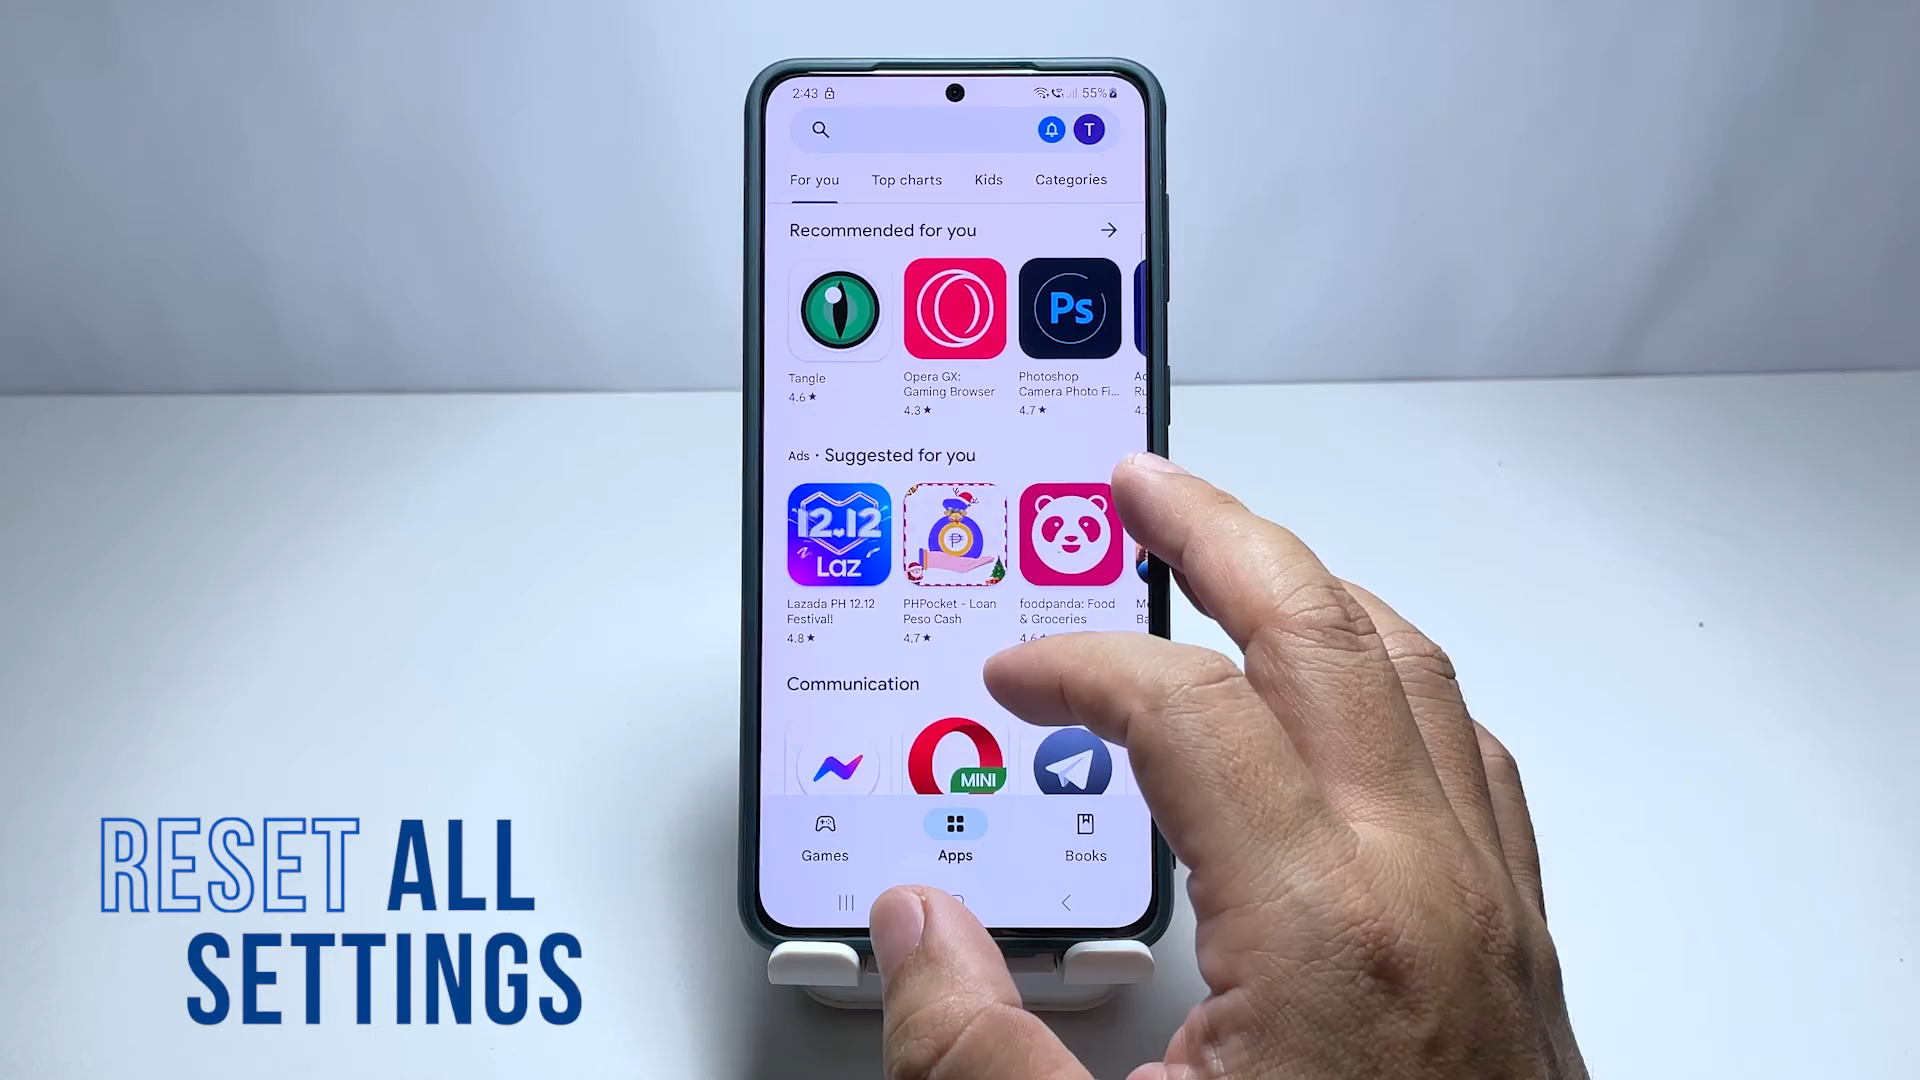 2:43
55%
T
For you Top charts Kids Categories
Recommended for you
Ps
Tangle
4.6★
Opera GX:
Gaming Browser
4.3★
Photoshop
Camera Photo Fi...
4.7★
Ads • Suggested for you
12.12
Laz
Lazada PH 12.12
Festival!
4.8★
PHPocket - Loan
Peso Cash
4.7★
foodpanda: Food
& Groceries
4.6★
Communication
MINI
Games Apps Books
RESET ALL
SETTINGS